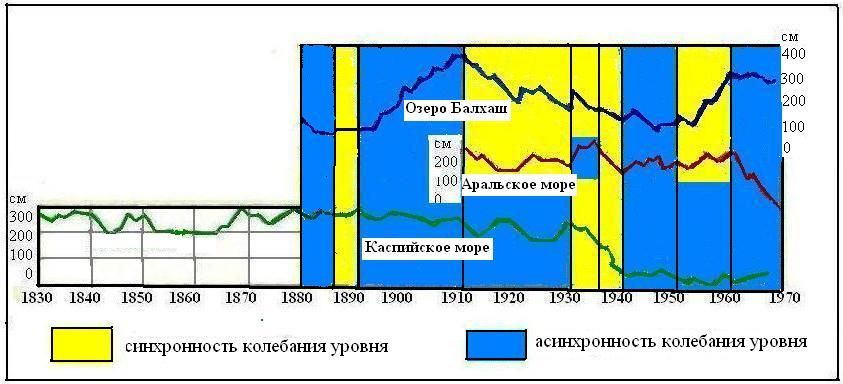 см
400
300
200
100
0
Озеро Балхаш
см
200
100
0
Аральское море
см
300
200
100
0
Каспийское море
1830 1840 1850 1860 1870 1880 1890 1900 1910 1920 1930 1940 1950 1960 1970
синхронность колебания уровня
асинхронность колебания уровня